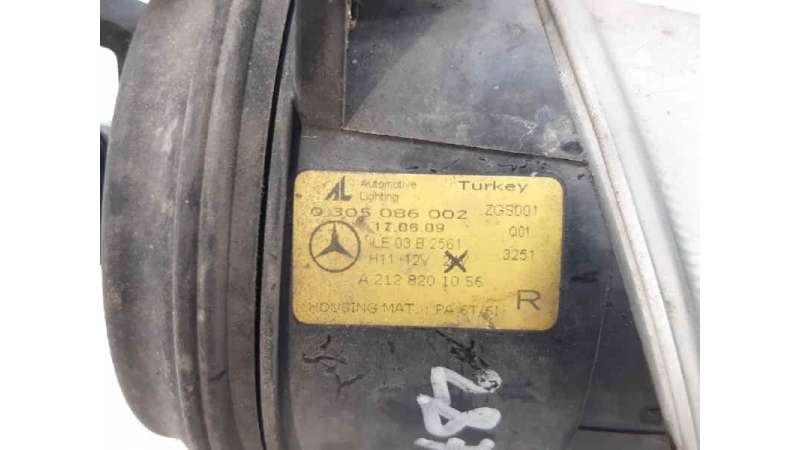 AL Automotive Lighting Turkey
0 305 086 002 ZGS001
17.06.09 001
LE 03 B 2561 3251
H11 12V
A 212 820 10 56
HOUSING MAT.: R